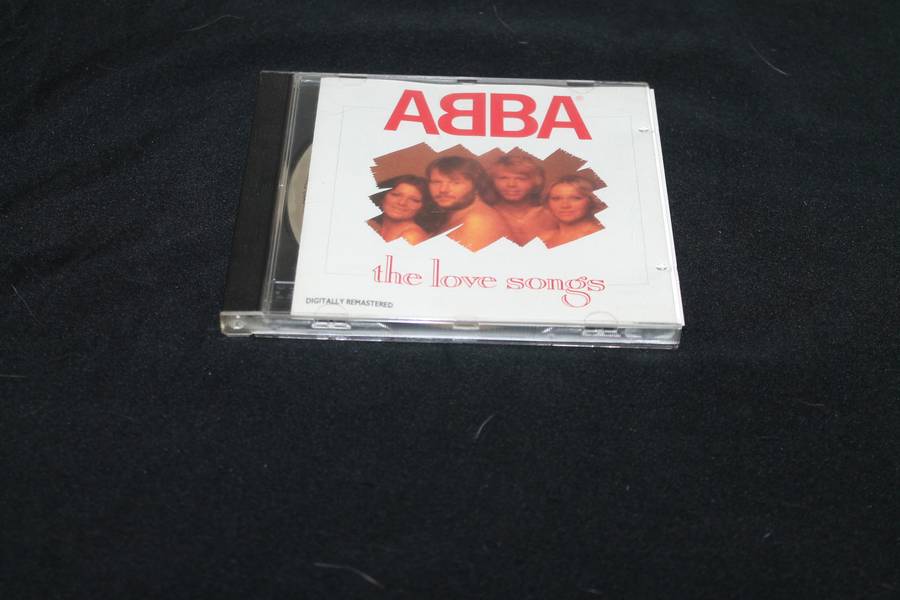 ABBA
the love songs
DIGITALLY REMASTERED